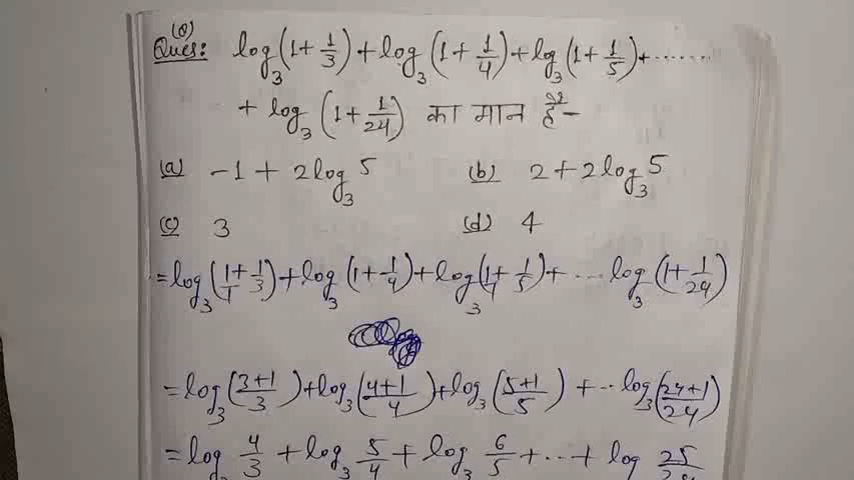 (Q)
Ques: log₃(1+1/3)+log₃(1+1/4)+log₃(1+1/5)+.......
+ log₃(1+1/24) का मान है-
(a) -1 + 2log₃5 (b) 2+2log₃5
(c) 3 (d) 4
=log₃(1/1+1/3)+log₃(1+1/4)+log₃(1/1+1/5)+... log₃(1+1/24)
=log₃(3+1/3)+log₃(4+1/4)+log₃(5+1/5)+..log₃(24+1/24)
=log₃ 4/3 +log₃ 5/4 + log₃ 6/5 +...+ log 25/24